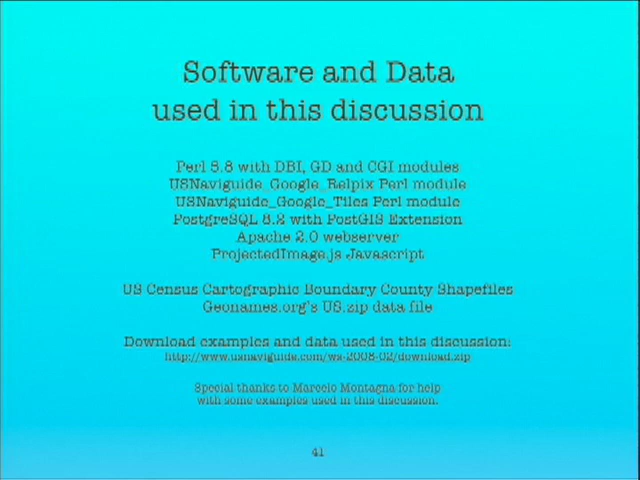 Software and Data
used in this discussion
Perl 5.8 with DBI, GD and CGI modules
USNaviguide_Google_Relpix Perl module
USNaviguide_Google_Tiles Perl module
PostgreSQL 8.2 with PostGIS Extension
Apache 2.0 webserver
ProjectedImage.js Javascript
US Census Cartographic Boundary County Shapefiles
Geonames.org's US.zip data file
Download examples and data used in this discussion:
http://www.usnaviguide.com/ws-2008-02/download.zip
Special thanks to Marcelo Montagna for help
with some examples used in this discussion.
41